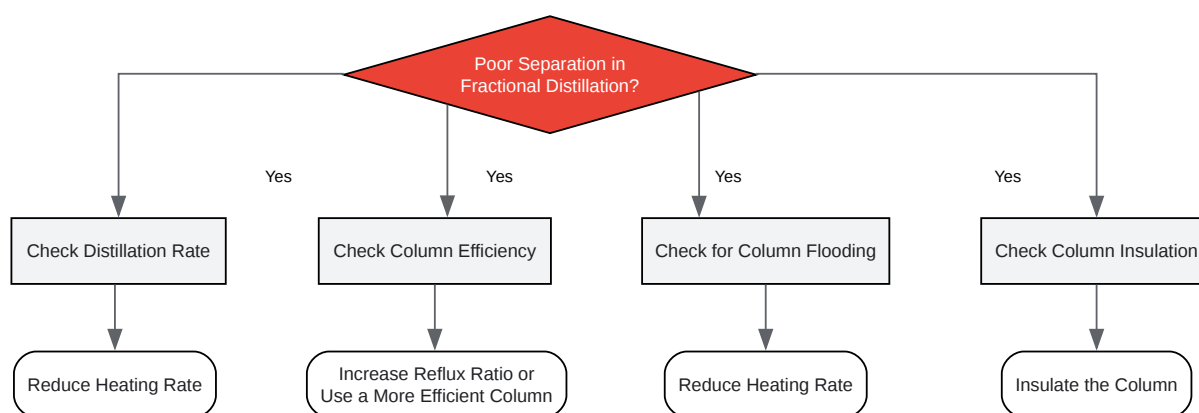 Poor Separation in
Fractional Distillation?
Yes
Yes
Yes
Yes
Check Distillation Rate
Check Column Efficiency
Check for Column Flooding
Check Column Insulation
Reduce Heating Rate
Increase Reflux Ratio or
Use a More Efficient Column
Reduce Heating Rate
Insulate the Column